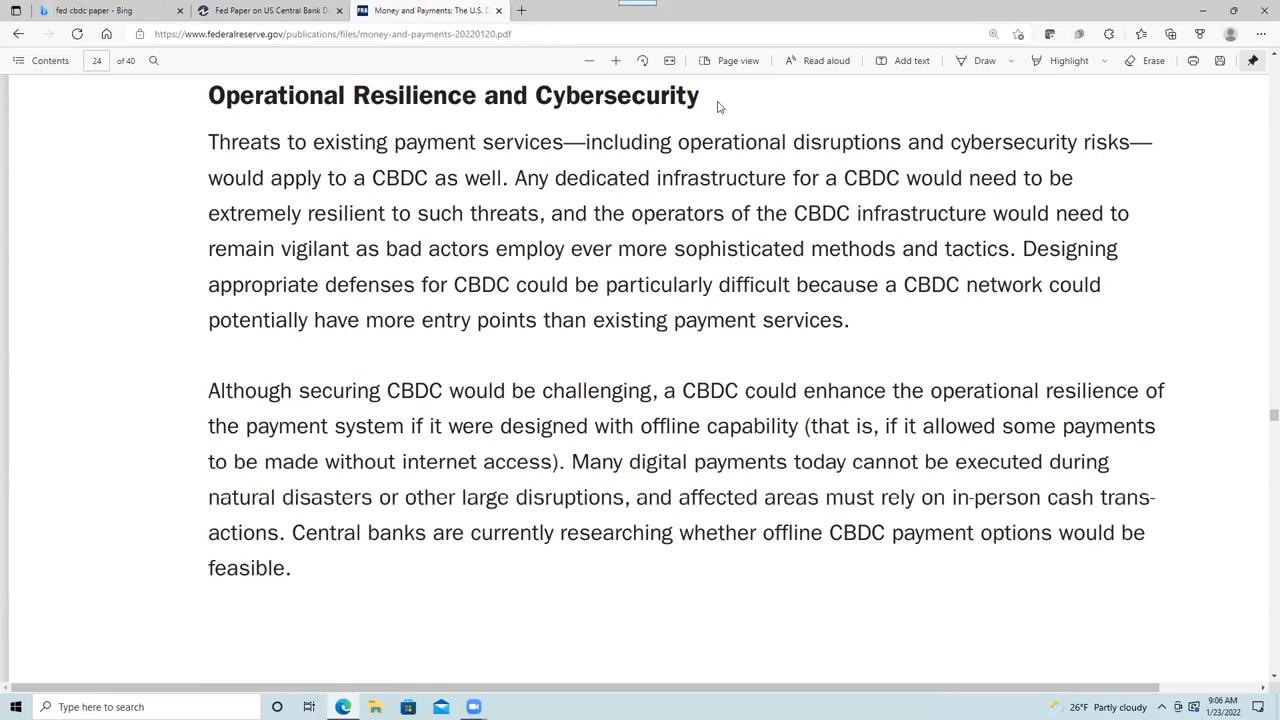 fed cbdc paper - Bing
Fed Paper on US Central Bank D
FRB Money and Payments: The U.S. D
https://www.federalreserve.gov/publications/files/money-and-payments-20220120.pdf
Contents 24 of 40 Page view Read aloud Add text Draw Highlight Erase
Operational Resilience and Cybersecurity
Threats to existing payment services—including operational disruptions and cybersecurity risks—
would apply to a CBDC as well. Any dedicated infrastructure for a CBDC would need to be
extremely resilient to such threats, and the operators of the CBDC infrastructure would need to
remain vigilant as bad actors employ ever more sophisticated methods and tactics. Designing
appropriate defenses for CBDC could be particularly difficult because a CBDC network could
potentially have more entry points than existing payment services.
Although securing CBDC would be challenging, a CBDC could enhance the operational resilience of
the payment system if it were designed with offline capability (that is, if it allowed some payments
to be made without internet access). Many digital payments today cannot be executed during
natural disasters or other large disruptions, and affected areas must rely on in-person cash trans-
actions. Central banks are currently researching whether offline CBDC payment options would be
feasible.
Type here to search
26°F Partly cloudy
9:06 AM
1/23/2022